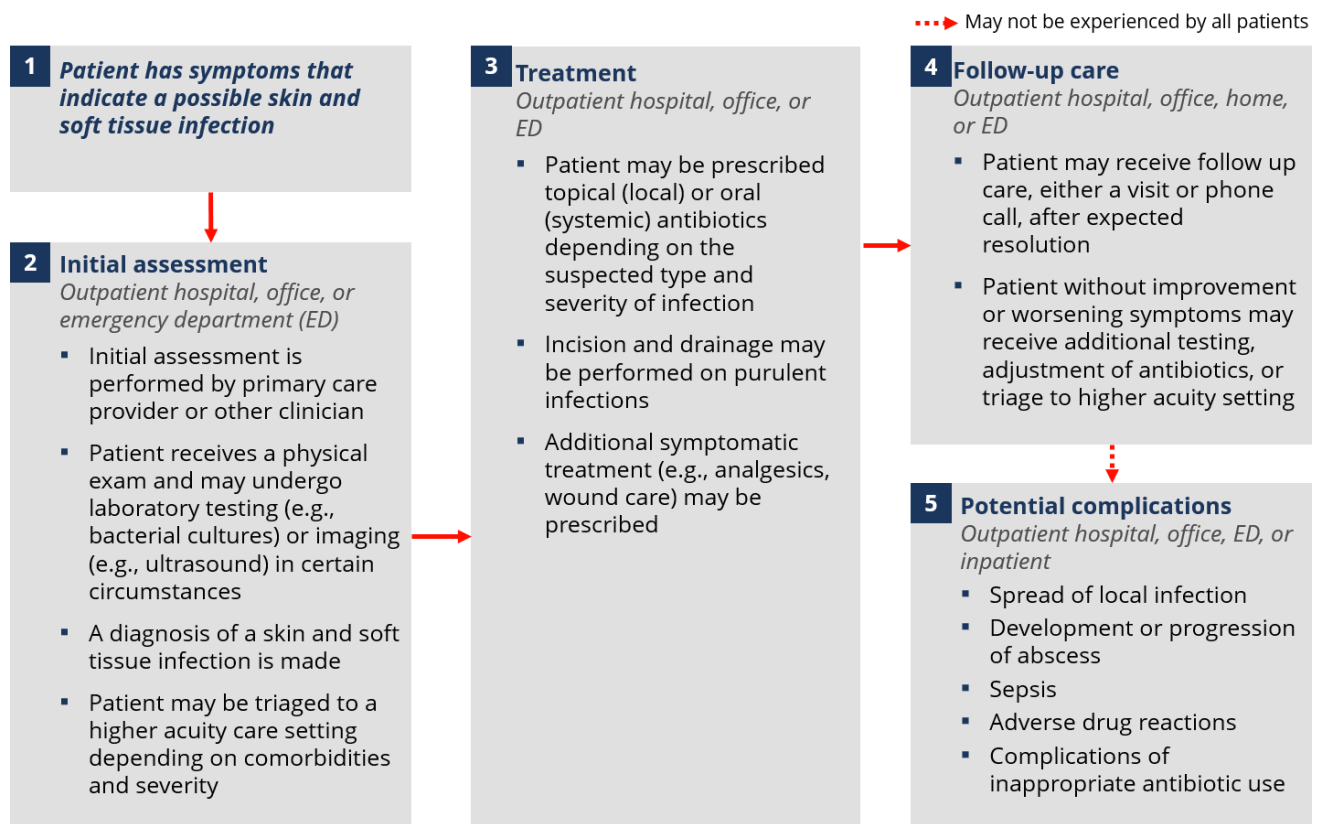 May not be experienced by all patients
1
Patient has symptoms that
indicate a possible skin and
soft tissue infection
2
Initial assessment
Outpatient hospital, office, or
emergency department (ED)
▪ Initial assessment is
performed by primary care
provider or other clinician
▪ Patient receives a physical
exam and may undergo
laboratory testing (e.g.,
bacterial cultures) or imaging
(e.g., ultrasound) in certain
circumstances
▪ A diagnosis of a skin and soft
tissue infection is made
▪ Patient may be triaged to a
higher acuity care setting
depending on comorbidities
and severity
3
Treatment
Outpatient hospital, office, or
ED
▪ Patient may be prescribed
topical (local) or oral
(systemic) antibiotics
depending on the
suspected type and
severity of infection
▪ Incision and drainage may
be performed on purulent
infections
▪ Additional symptomatic
treatment (e.g., analgesics,
wound care) may be
prescribed
4
Follow-up care
Outpatient hospital, office, home,
or ED
▪ Patient may receive follow up
care, either a visit or phone
call, after expected
resolution
▪ Patient without improvement
or worsening symptoms may
receive additional testing,
adjustment of antibiotics, or
triage to higher acuity setting
5
Potential complications
Outpatient hospital, office, ED, or
inpatient
▪ Spread of local infection
▪ Development or progression
of abscess
▪ Sepsis
▪ Adverse drug reactions
▪ Complications of
inappropriate antibiotic use